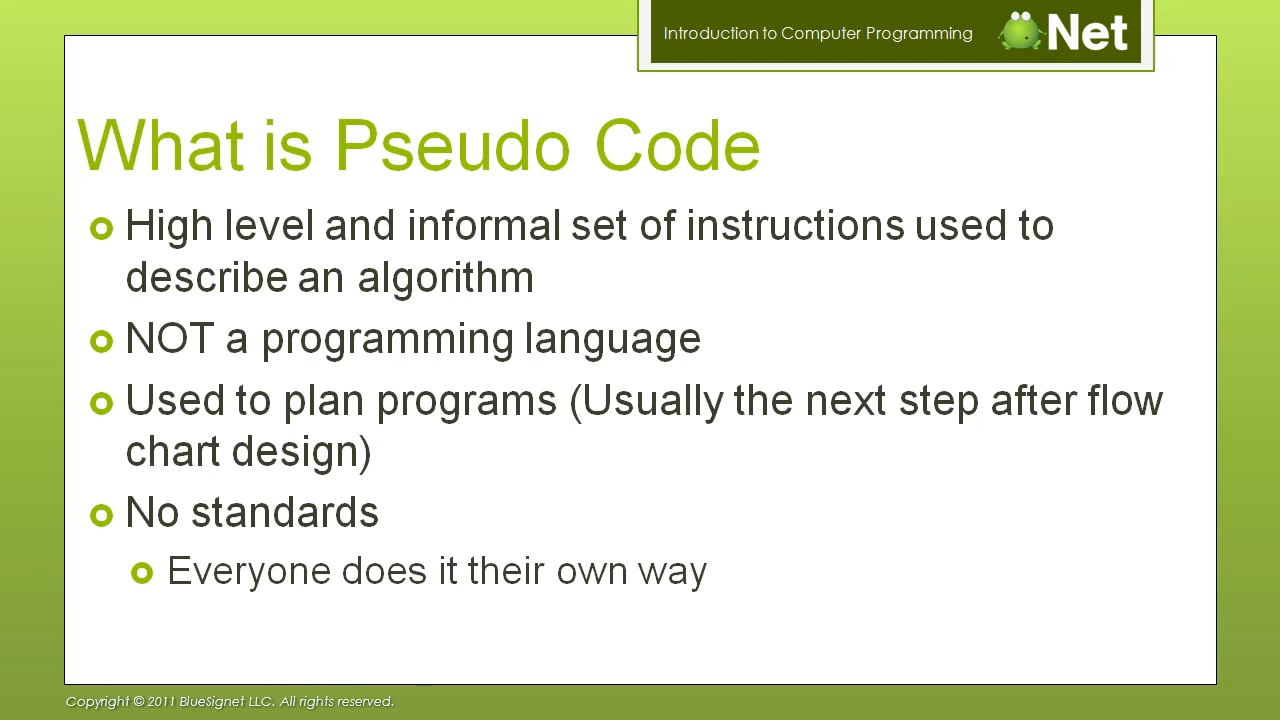 Introduction to Computer Programming
Net
What is Pseudo Code
High level and informal set of instructions used to
describe an algorithm
NOT a programming language
Used to plan programs (Usually the next step after flow
chart design)
No standards
Everyone does it their own way
Copyright © 2011 BlueSignet LLC. All rights reserved.